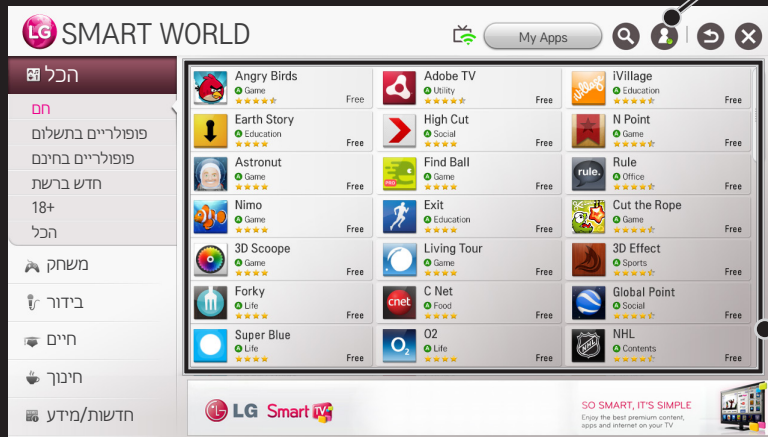 LG SMART WORLD
My Apps
הכל
חם
פופולריים בתשלום
פופולריים בחינם
חדש ברשת
18+
הכל
משחק
בידור
חיים
חינוך
חדשות/מידע
Angry Birds
A Game
Free
Adobe TV
A Utility
Free
iVillage
iVillage
A Education
Free
Earth Story
A Education
Free
High Cut
A Social
Free
N Point
A Game
Free
Astronut
A Game
Free
PRO
Find Ball
A Game
Free
rule.
Rule
A Office
Free
Nimo
A Game
Free
Exit
A Education
Free
Cut the Rope
A Game
Free
3D Scoope
A Game
Free
Living Tour
A Game
Free
3D Effect
A Sports
Free
Forky
A Life
Free
cnet
C Net
A Food
Free
Global Point
A Social
Free
Super Blue
A Life
Free
O2
O2
A Life
Free
NHL
NHL
A Contents
Free
LG Smart TV
SO SMART, IT'S SIMPLE
Enjoy the best premium content,
apps and internet on your TV